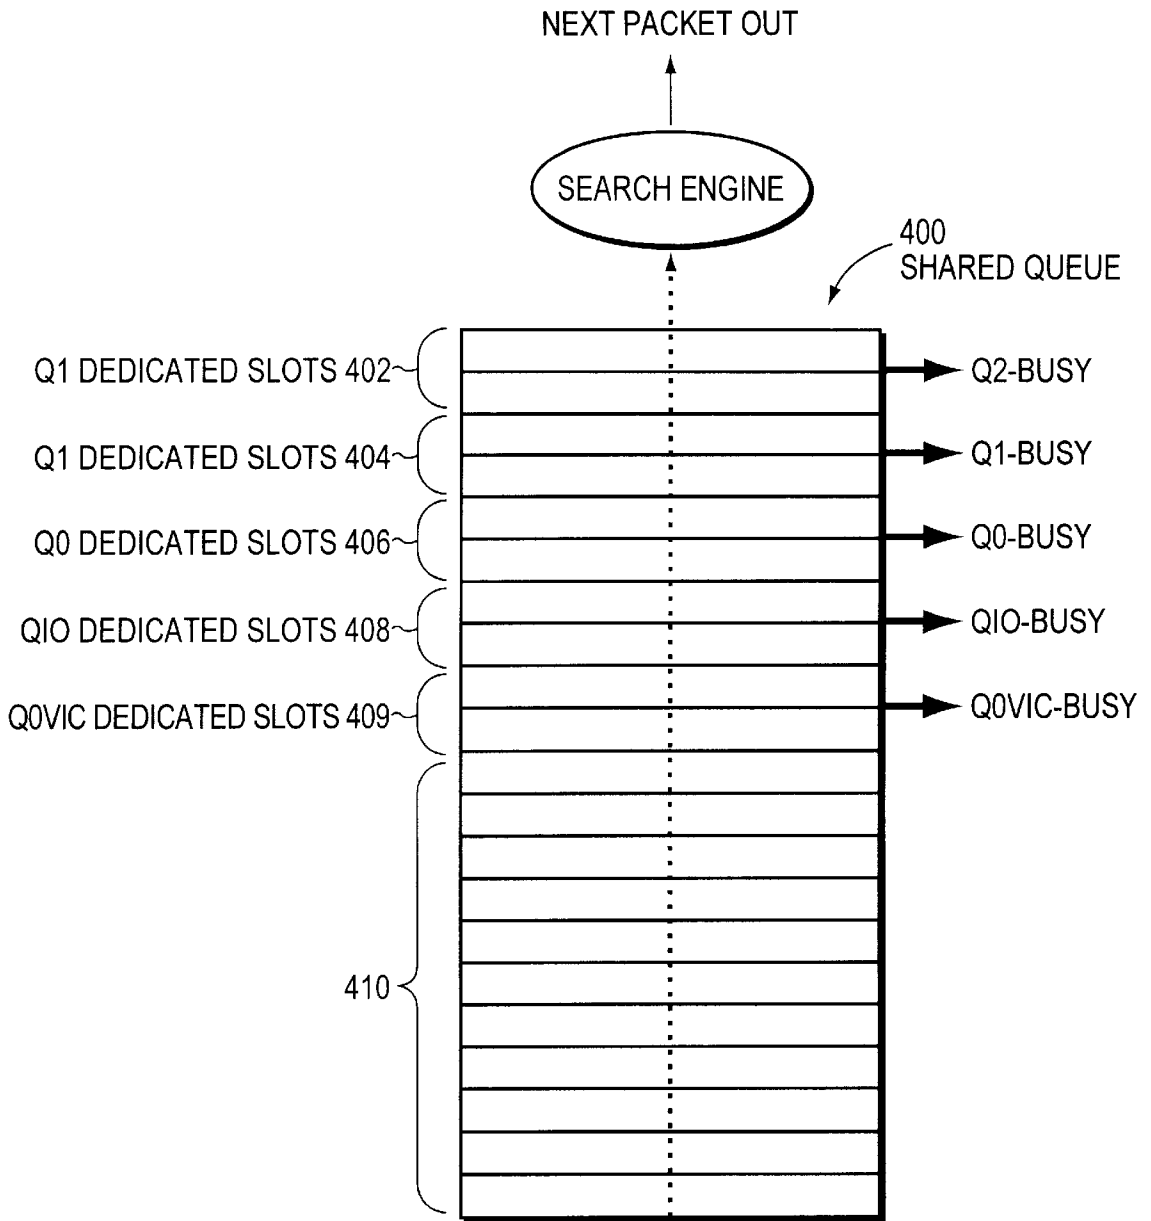 NEXT PACKET OUT
SEARCH ENGINE
400
SHARED QUEUE
Q1 DEDICATED SLOTS 402
Q2-BUSY
Q1 DEDICATED SLOTS 404
Q1-BUSY
Q0 DEDICATED SLOTS 406
Q0-BUSY
QIO DEDICATED SLOTS 408
QIO-BUSY
Q0VIC DEDICATED SLOTS 409
Q0VIC-BUSY
410